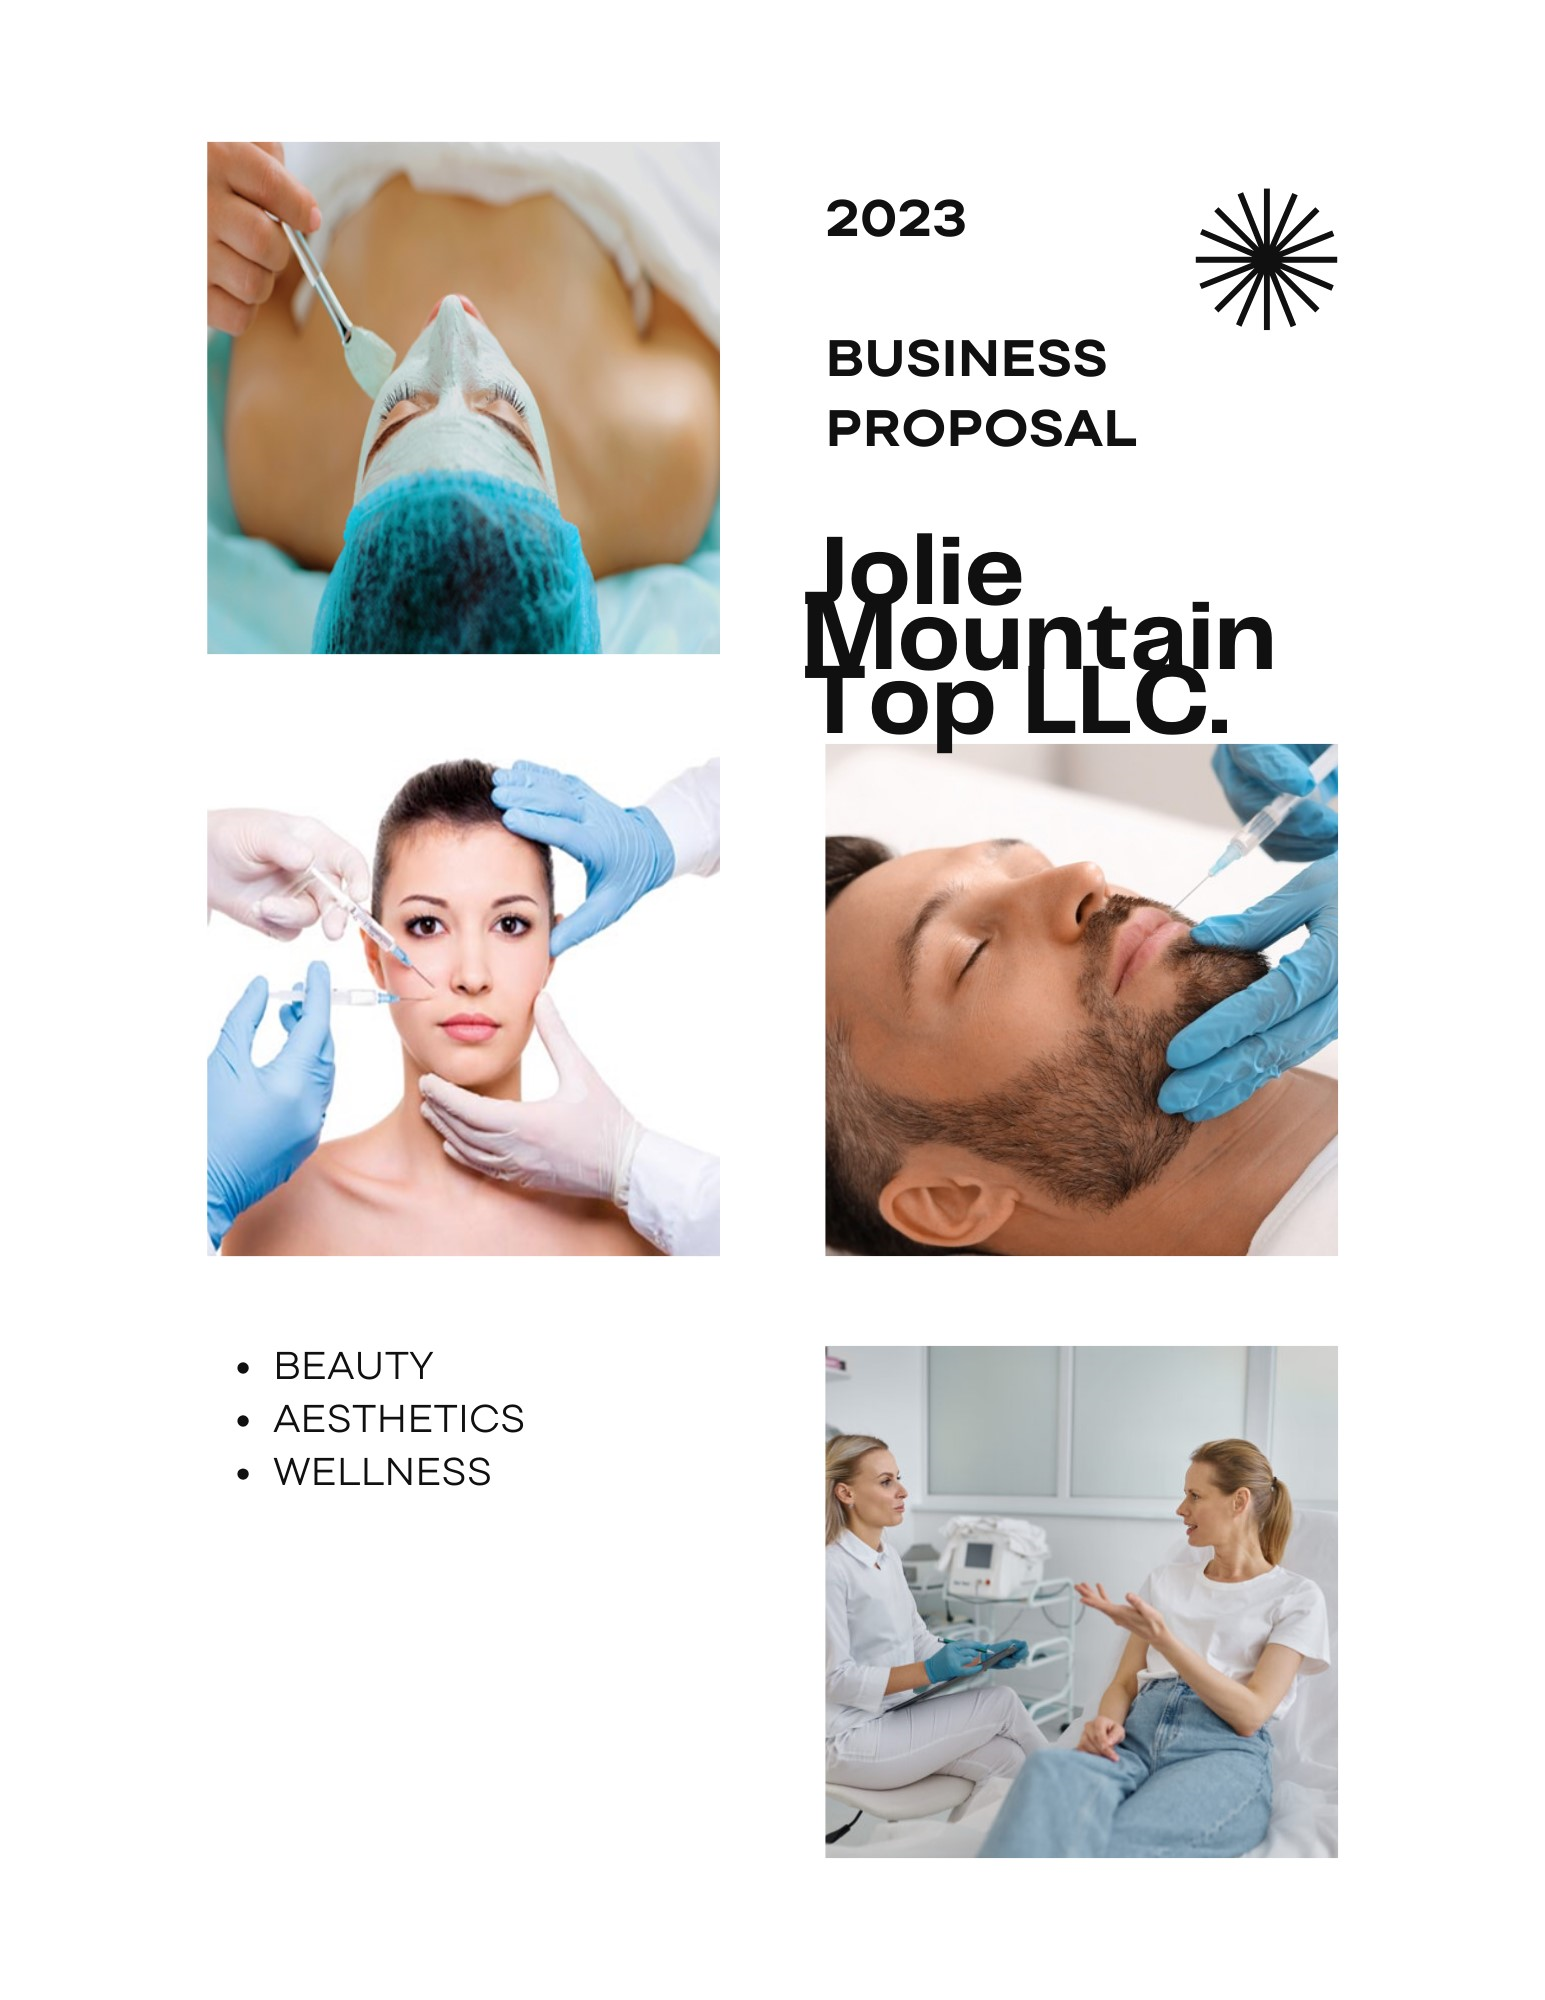 2023
BUSINESS
PROPOSAL
Jolie
Mountain
Top LLC.
• BEAUTY
• AESTHETICS
• WELLNESS